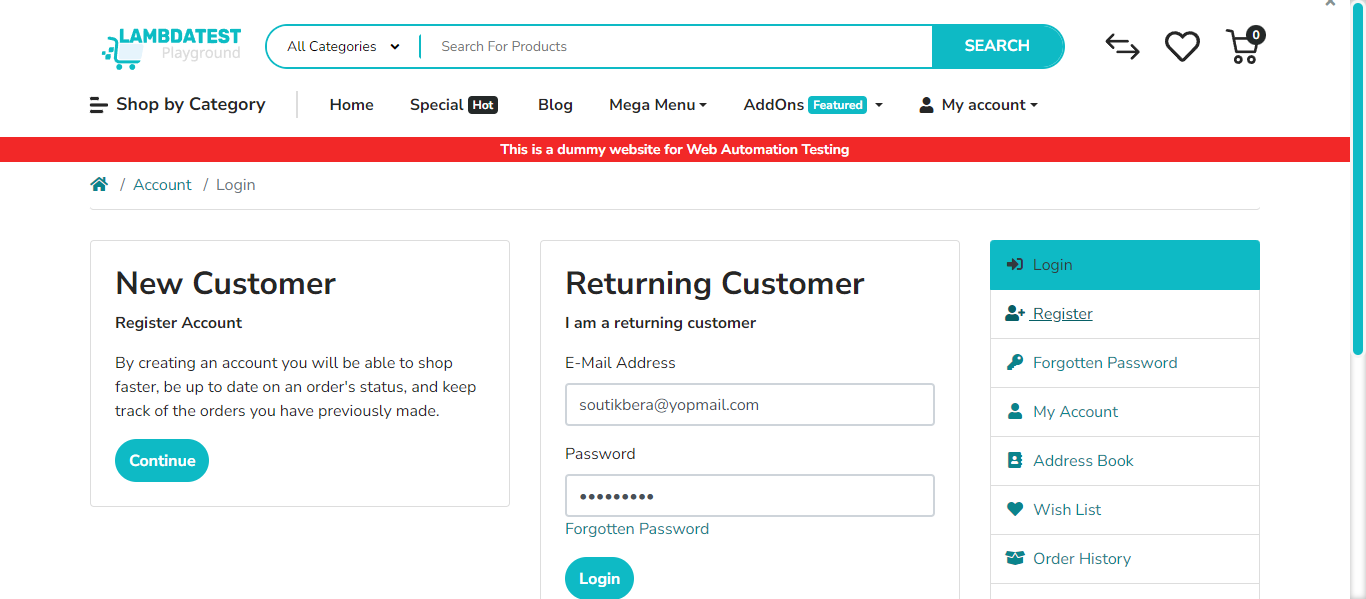 LAMBDATEST
Playground
All Categories
Search For Products
SEARCH
0
Shop by Category
Home
Special Hot
Blog
Mega Menu
AddOns Featured
My account
This is a dummy website for Web Automation Testing
/ Account / Login
New Customer
Register Account
By creating an account you will be able to shop
faster, be up to date on an order's status, and keep
track of the orders you have previously made.
Continue
Returning Customer
I am a returning customer
E-Mail Address
soutikbera@yopmail.com
Password
•••••••••
Forgotten Password
Login
Login
Register
Forgotten Password
My Account
Address Book
Wish List
Order History